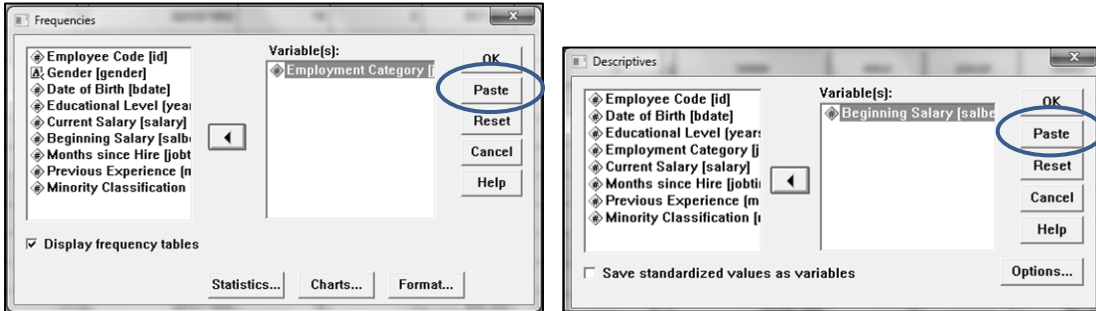 Frequencies
Employee Code [id]
Gender [gender]
Date of Birth [bdate]
Educational Level (year
Current Salary [salary]
Beginning Salary [salb
Months since Hire [jobt
Previous Experience [m
Minority Classification
Variable(s):
Employment Category [j
OK
Paste
Reset
Cancel
Help
Display frequency tables
Statistics...
Charts...
Format...
Descriptives
Employee Code [id]
Date of Birth [bdate]
Educational Level (years
Employment Category [j
Current Salary [salary]
Months since Hire [jobti
Previous Experience (m
Minority Classification [
Variable(s):
Beginning Salary [salbe
OK
Paste
Reset
Cancel
Help
Save standardized values as variables
Options...